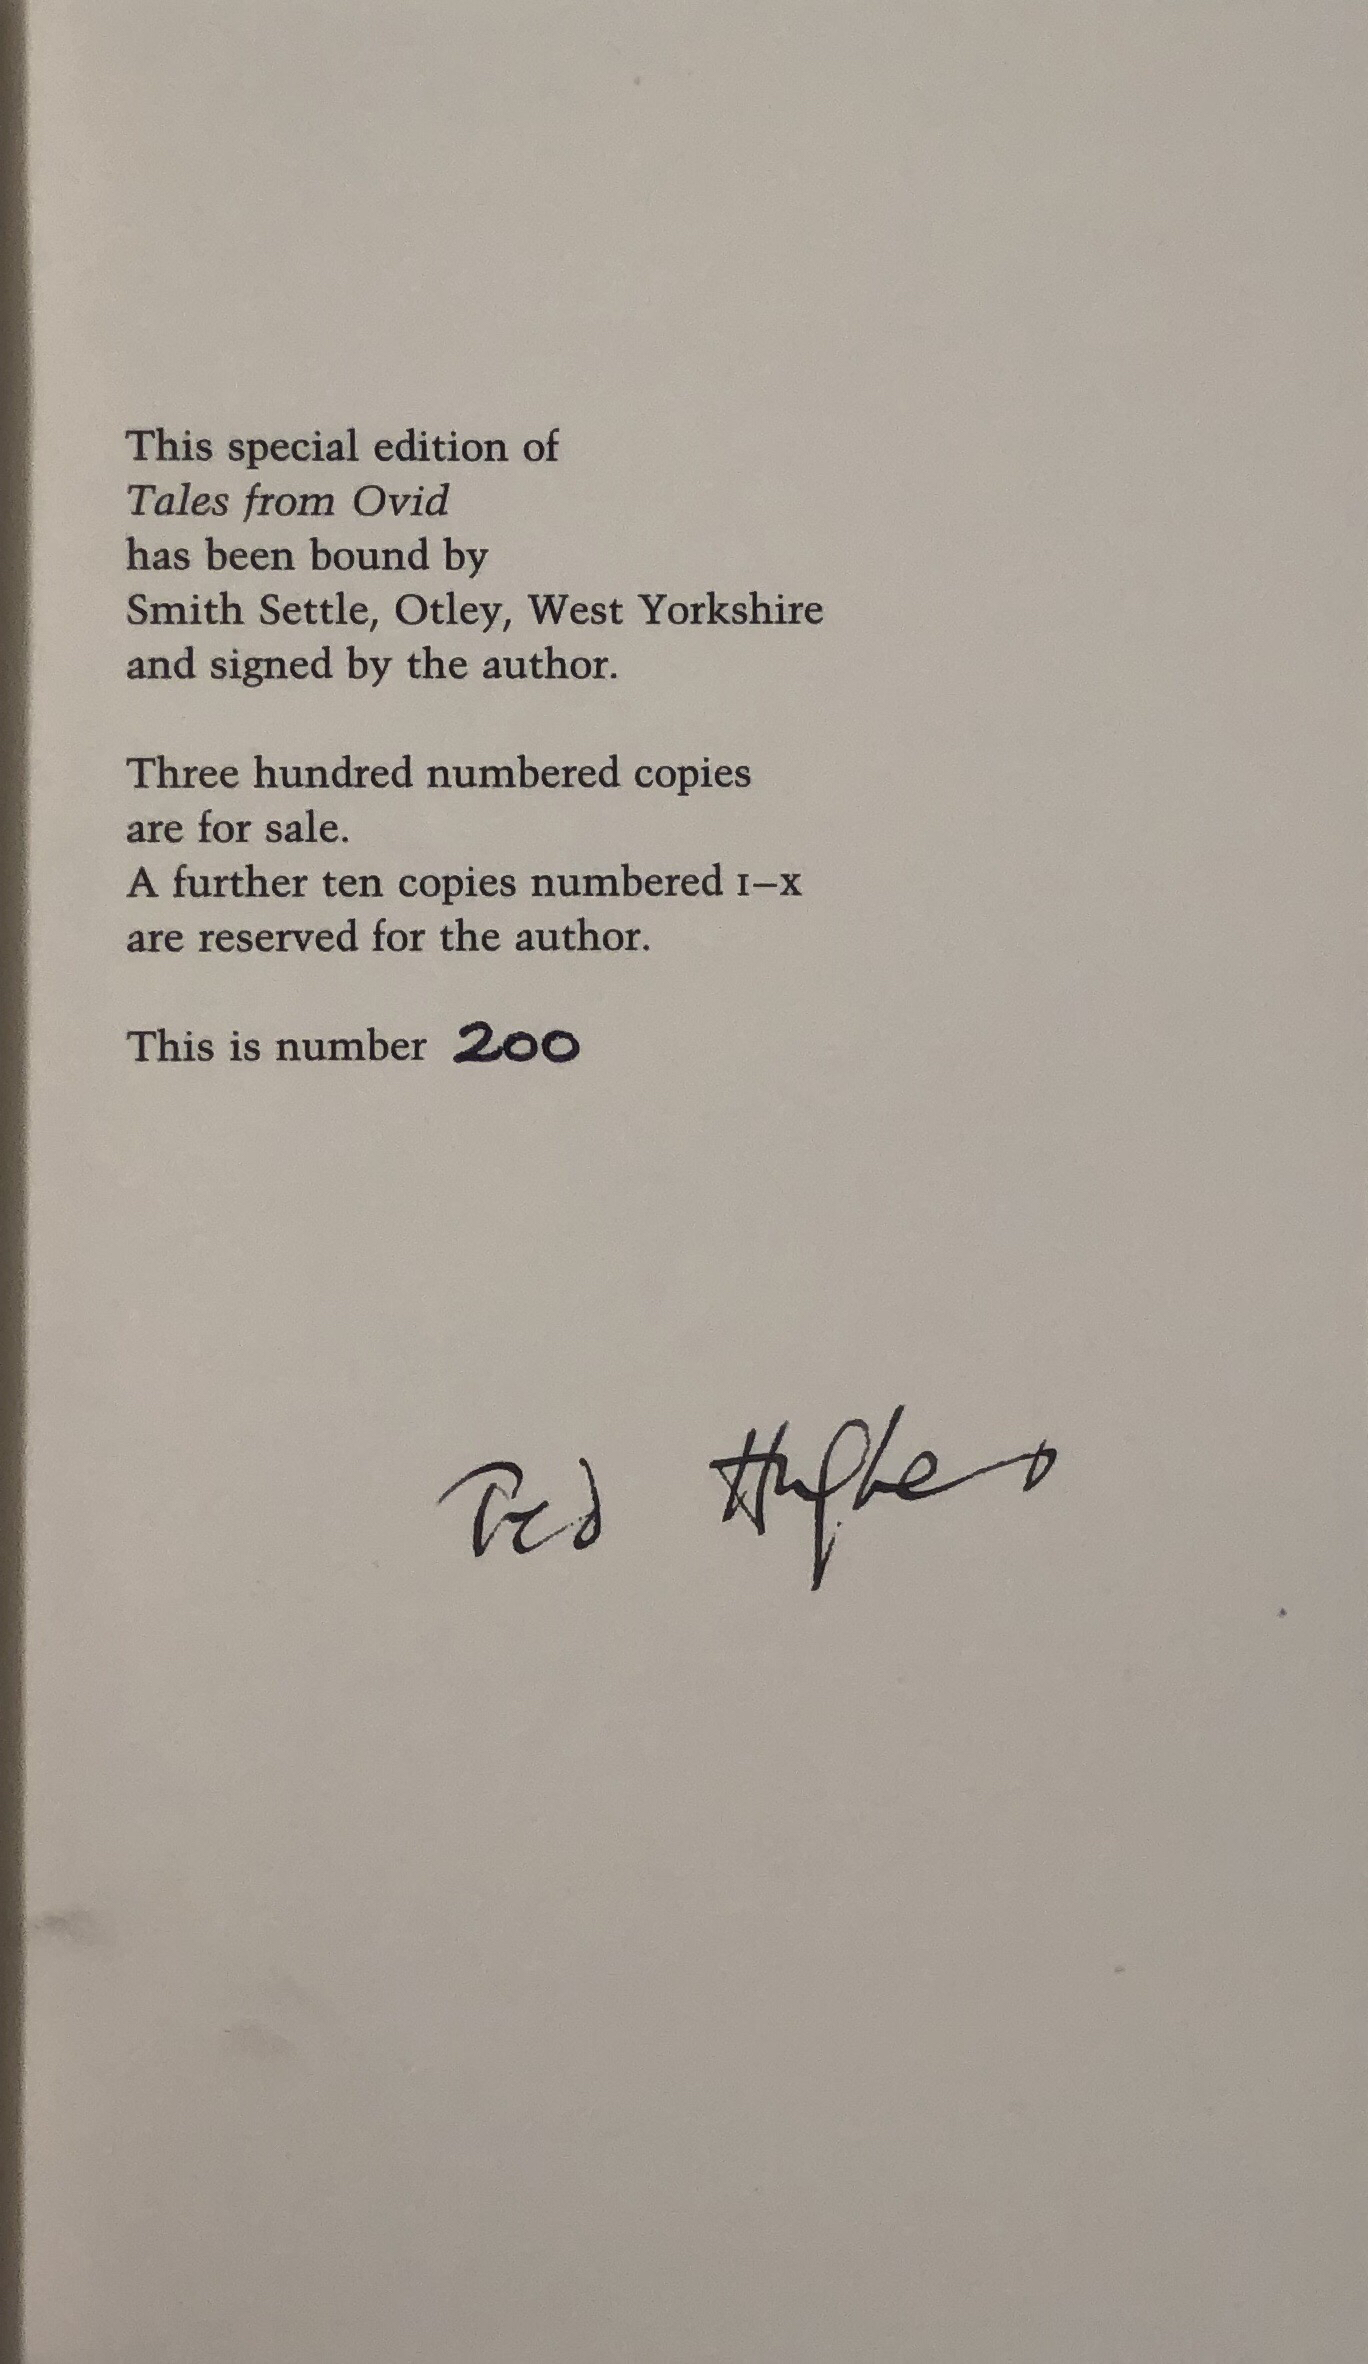 This special edition of
Tales from Ovid
has been bound by
Smith Settle, Otley, West Yorkshire
and signed by the author.
Three hundred numbered copies
are for sale.
A further ten copies numbered I–X
are reserved for the author.
This is number 200
Ted Hughes